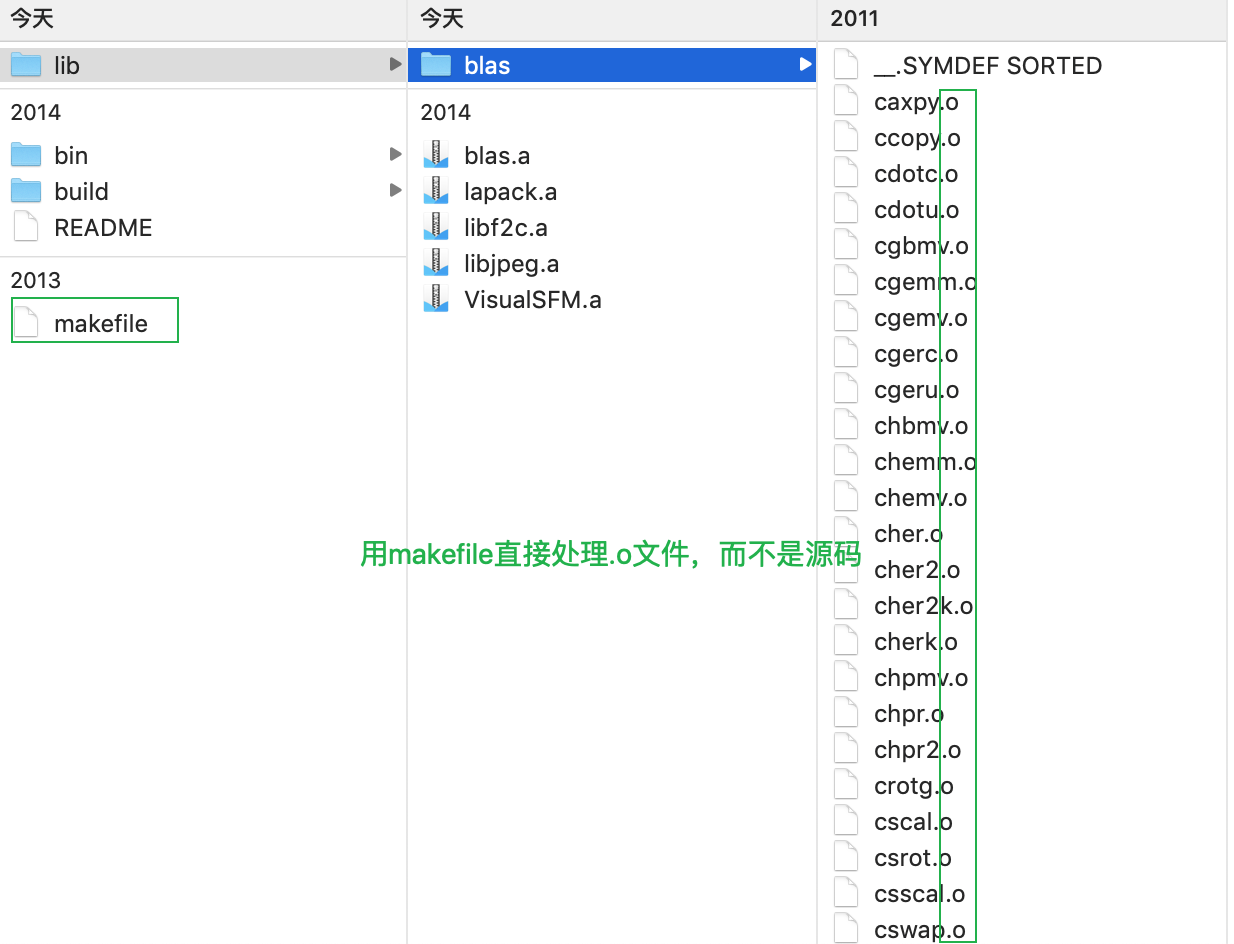 今天
lib
2014
bin
build
README
2013
makefile
今天
blas
2014
blas.a
lapack.a
libf2c.a
libjpeg.a
VisualSFM.a
用makefile直接处理.o文件，而不是源码
2011
__.SYMDEF SORTED
caxpy.o
ccopy.o
cdotc.o
cdotu.o
cgbmv.o
cgemm.o
cgemv.o
cgerc.o
cgeru.o
chbmv.o
chemm.o
chemv.o
cher.o
cher2.o
cher2k.o
cherk.o
chpmv.o
chpr.o
chpr2.o
crotg.o
cscal.o
csrot.o
csscal.o
cswap.o